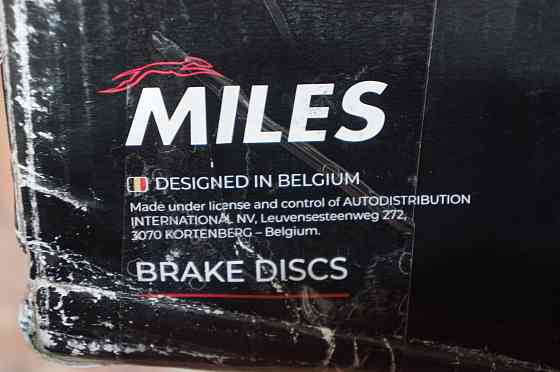 MILES
DESIGNED IN BELGIUM
Made under license and control of AUTODISTRIBUTION
INTERNATIONAL NV, Leuvensesteenweg 272,
3070 KORTENBERG – Belgium.
BRAKE DISCS